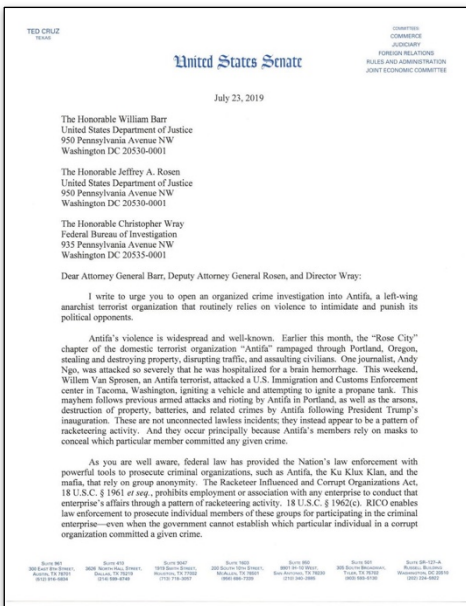 TED CRUZ
TEXAS
COMMITTEES:
COMMERCE
JUDICIARY
FOREIGN RELATIONS
RULES AND ADMINISTRATION
JOINT ECONOMIC COMMITTEE
United States Senate
July 23, 2019
The Honorable William Barr
United States Department of Justice
950 Pennsylvania Avenue NW
Washington DC 20530-0001
The Honorable Jeffrey A. Rosen
United States Department of Justice
950 Pennsylvania Avenue NW
Washington DC 20530-0001
The Honorable Christopher Wray
Federal Bureau of Investigation
935 Pennsylvania Avenue NW
Washington DC 20535-0001
Dear Attorney General Barr, Deputy Attorney General Rosen, and Director Wray:
I write to urge you to open an organized crime investigation into Antifa, a left-wing
anarchist terrorist organization that routinely relies on violence to intimidate and punish its
political opponents.
Antifa's violence is widespread and well-known. Earlier this month, the "Rose City"
chapter of the domestic terrorist organization "Antifa" rampaged through Portland, Oregon,
stealing and destroying property, disrupting traffic, and assaulting civilians. One journalist, Andy
Ngo, was attacked so severely that he was hospitalized for a brain hemorrhage. This weekend,
Willem Van Sprosen, an Antifa terrorist, attacked a U.S. Immigration and Customs Enforcement
center in Tacoma, Washington, igniting a vehicle and attempting to ignite a propane tank. This
mayhem follows previous armed attacks and rioting by Antifa in Portland, as well as the arsons,
destruction of property, batteries, and related crimes by Antifa following President Trump's
inauguration. These are not unconnected lawless incidents; they instead appear to be a pattern of
racketeering activity. And they occur principally because Antifa's members rely on masks to
conceal which particular member committed any given crime.
As you are well aware, federal law has provided the Nation's law enforcement with
powerful tools to prosecute criminal organizations, such as Antifa, the Ku Klux Klan, and the
mafia, that rely on group anonymity. The Racketeer Influenced and Corrupt Organizations Act,
18 U.S.C. § 1961 et seq., prohibits employment or association with any enterprise to conduct that
enterprise's affairs through a pattern of racketeering activity. 18 U.S.C. § 1962(c). RICO enables
law enforcement to prosecute individual members of these groups for participating in the criminal
enterprise—even when the government cannot establish which particular individual in a corrupt
organization committed a given crime.